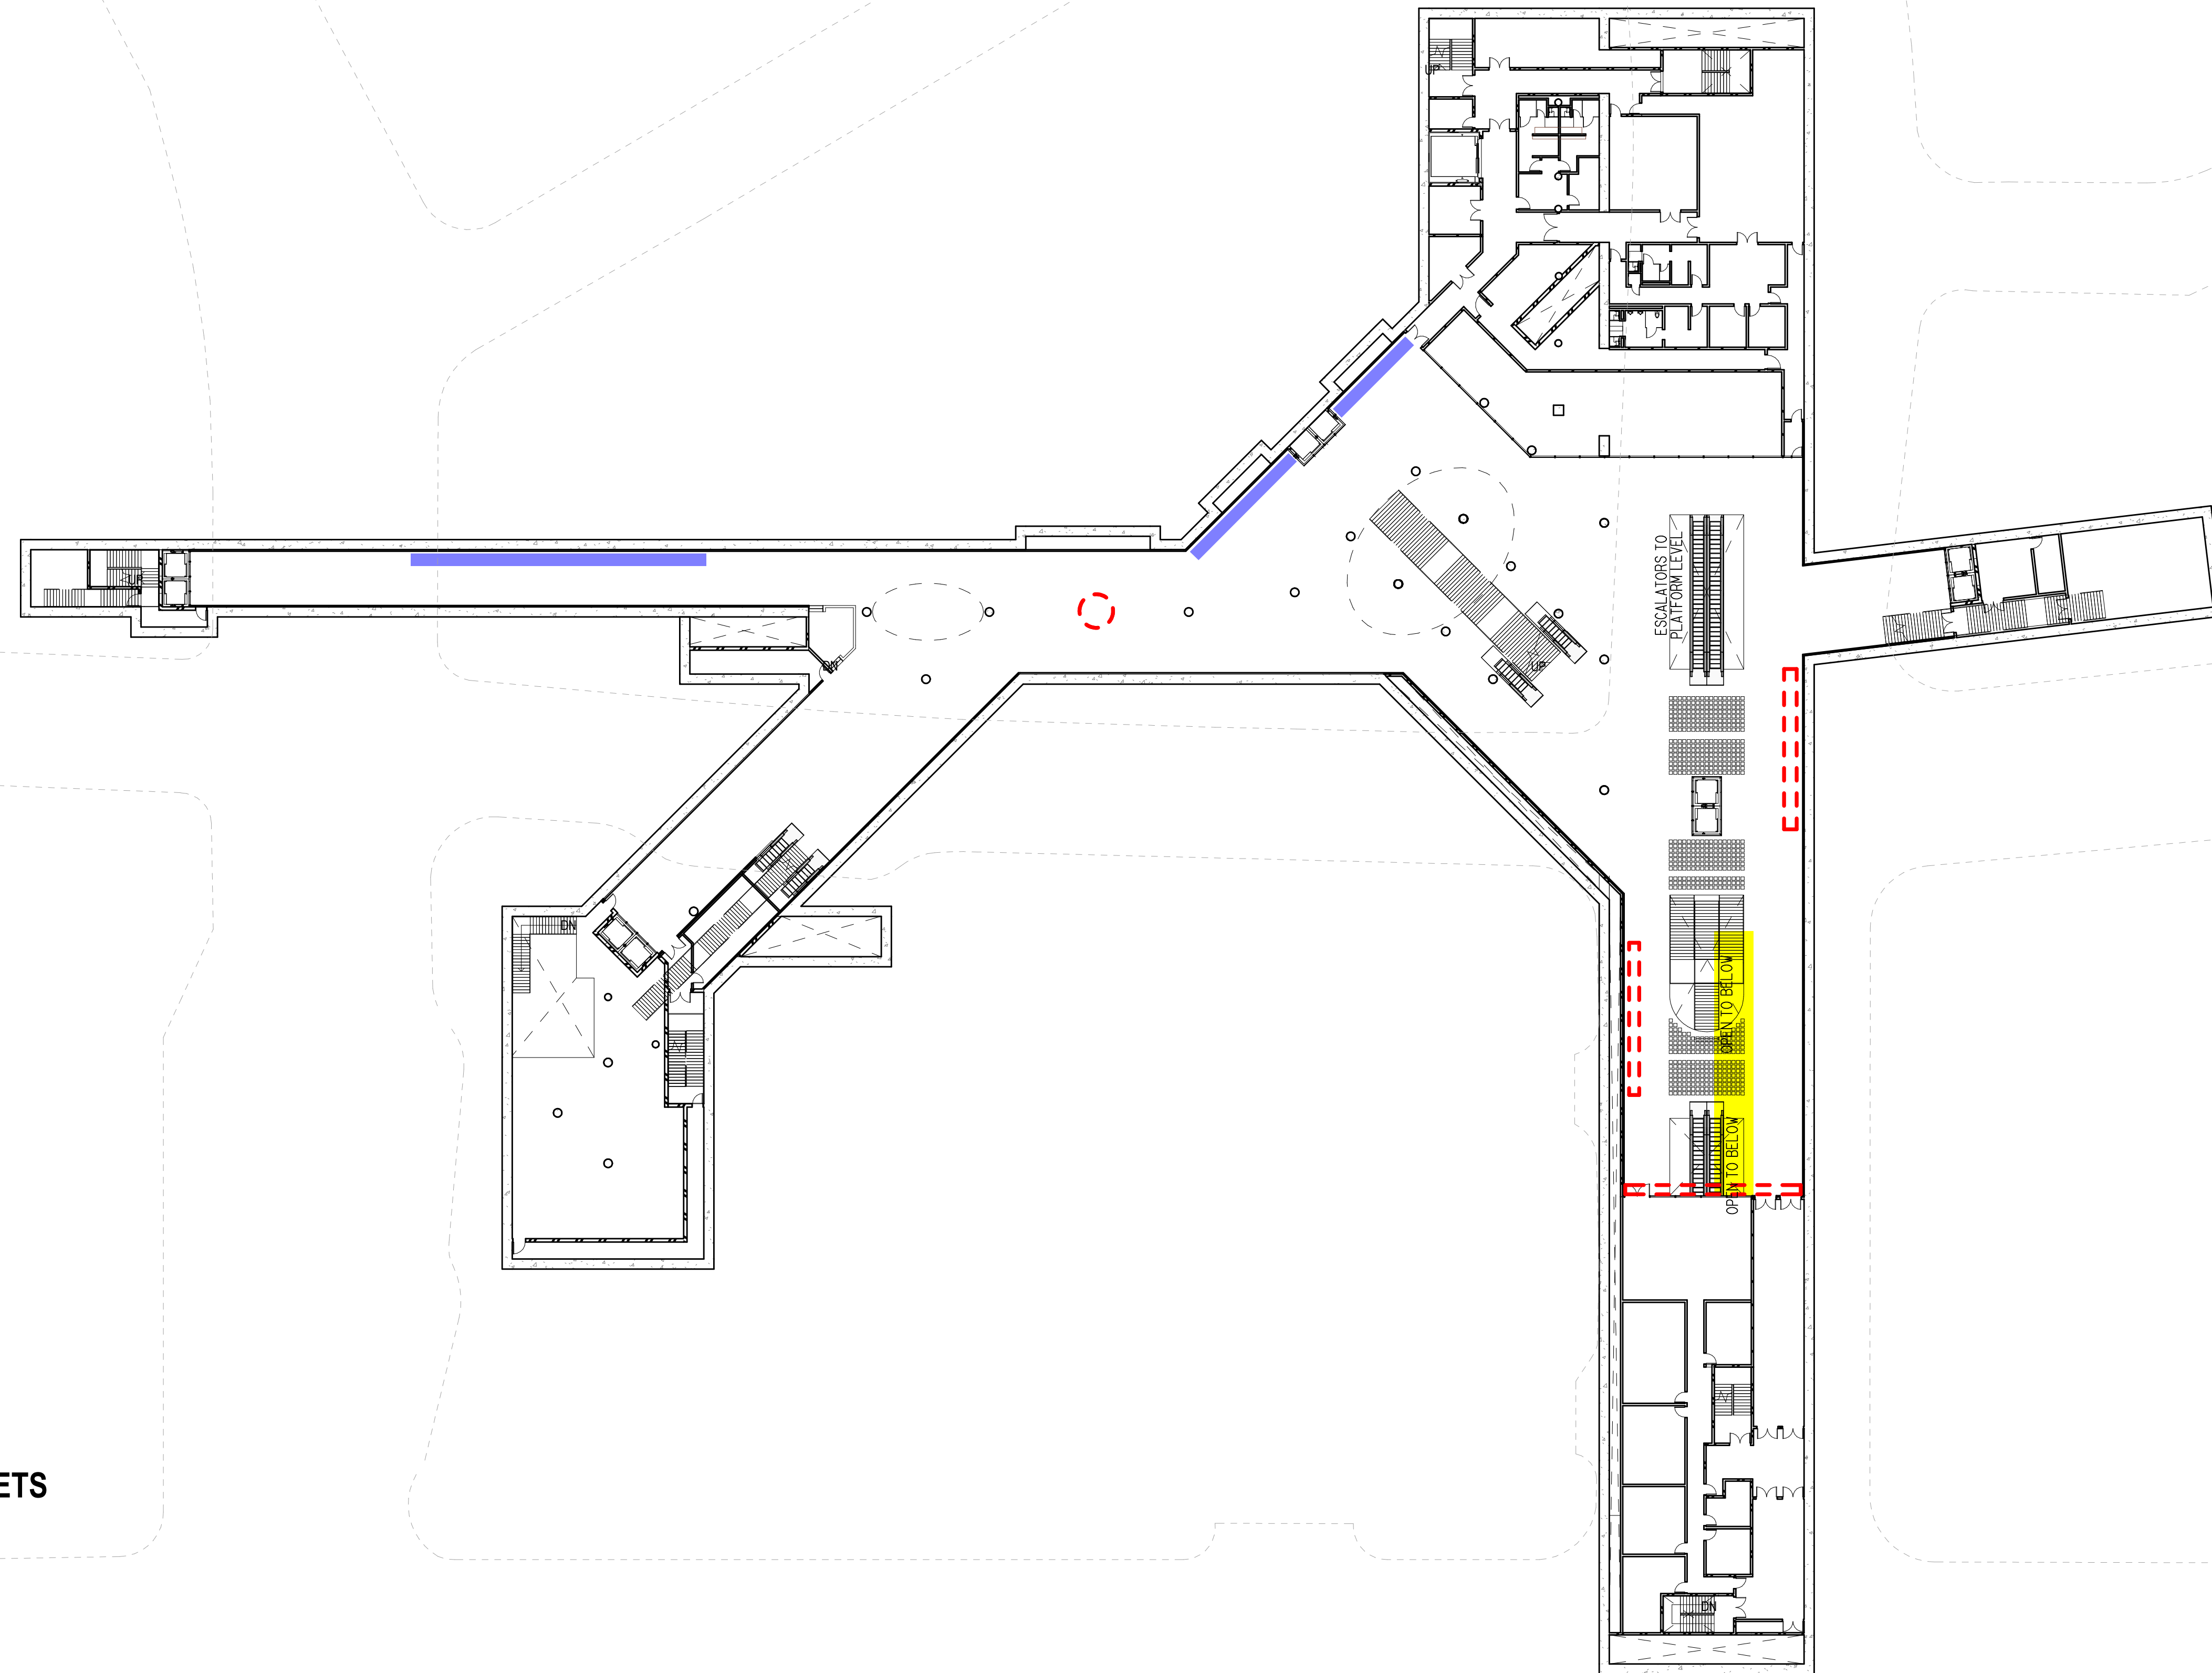 UP
UP
ESCALATORS TO
PLATFORM LEVEL
DN
UP
DN
OPEN TO BELOW
OPEN TO BELOW
ETS
DN